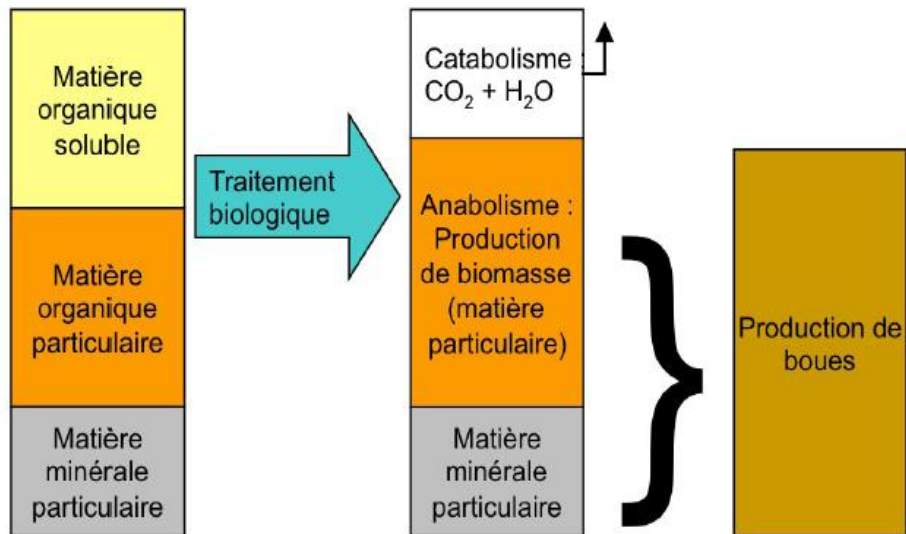 Matière
organique
soluble
Matière
organique
particulaire
Matière
minérale
particulaire
Traitement
biologique
Catabolisme :
CO₂ + H₂O
Anabolisme :
Production
de biomasse
(matière
particulaire)
Matière
minérale
particulaire
Production de
boues